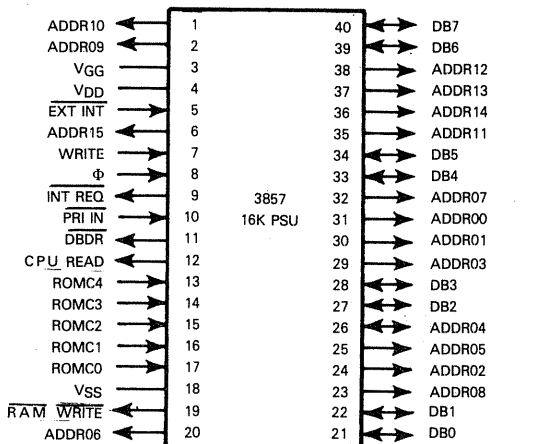 ADDR10 1 40 DB7
ADDR09 2 39 DB6
VGG 3 38 ADDR12
VDD 4 37 ADDR13
EXT INT 5 36 ADDR14
ADDR15 6 35 ADDR11
WRITE 7 34 DB5
Φ 8 33 DB4
INT REQ 9 3857 32 ADDR07
PRI IN 10 16K PSU 31 ADDR00
DBDR 11 30 ADDR01
CPU READ 12 29 ADDR03
ROMC4 13 28 DB3
ROMC3 14 27 DB2
ROMC2 15 26 ADDR04
ROMC1 16 25 ADDR05
ROMC0 17 24 ADDR02
VSS 18 23 ADDR08
RAM WRITE 19 22 DB1
ADDR06 20 21 DB0